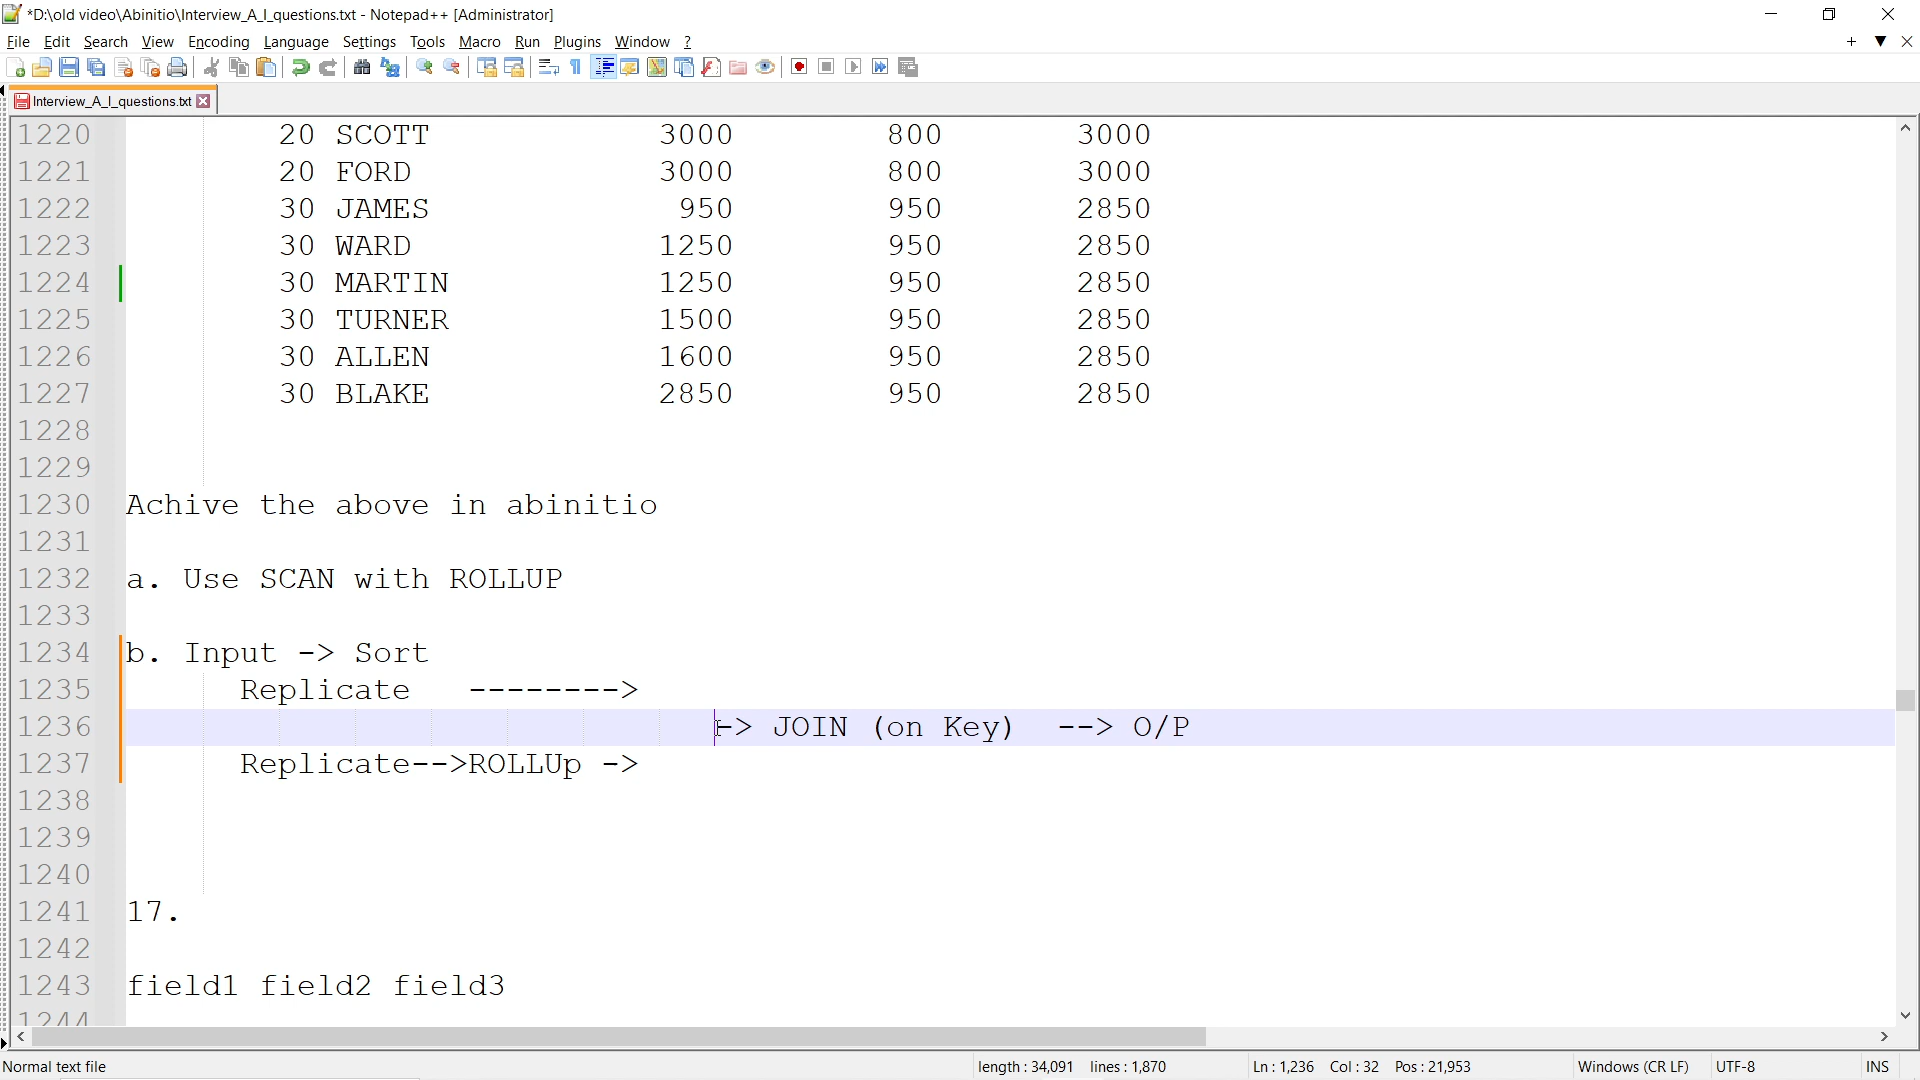 *D:\old video\Abinitio\Interview_A_I_questions.txt - Notepad++ [Administrator]
File Edit Search View Encoding Language Settings Tools Macro Run Plugins Window ?
Interview_A_I_questions.txt
1220 20 SCOTT 3000 800 3000
1221 20 FORD 3000 800 3000
1222 30 JAMES 950 950 2850
1223 30 WARD 1250 950 2850
1224 30 MARTIN 1250 950 2850
1225 30 TURNER 1500 950 2850
1226 30 ALLEN 1600 950 2850
1227 30 BLAKE 2850 950 2850
1228
1229
1230 Achive the above in abinitio
1231
1232 a. Use SCAN with ROLLUP
1233
1234 b. Input -> Sort
1235 Replicate -------->
1236 -> JOIN (on Key) --> O/P
1237 Replicate-->ROLLUp ->
1238
1239
1240
1241 17.
1242
1243 field1 field2 field3
1244
Normal text file length : 34,091 lines : 1,870 Ln : 1,236 Col : 32 Pos : 21,953 Windows (CR LF) UTF-8 INS